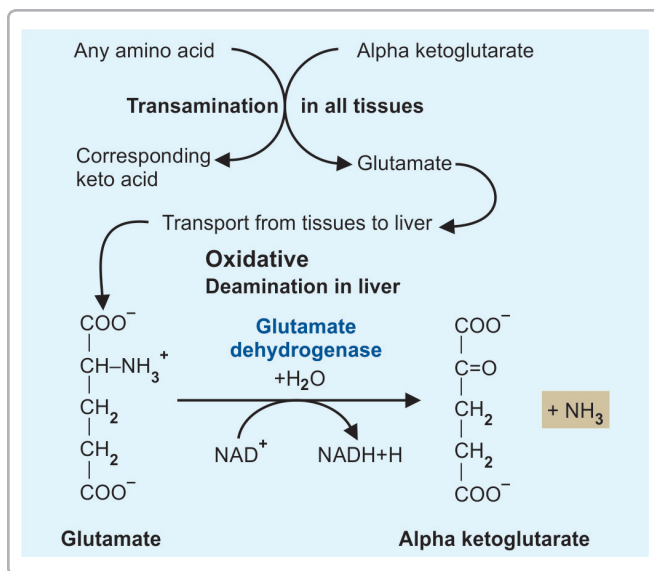 Any amino acid
Alpha ketoglutarate
Transamination in all tissues
Corresponding
keto acid
Glutamate
Transport from tissues to liver
Oxidative
Deamination in liver
COO⁻
CH–NH₃⁺
CH₂
CH₂
COO⁻
Glutamate
Glutamate
dehydrogenase
+H₂O
NAD⁺
NADH+H
COO⁻
C=O
CH₂
CH₂
COO⁻
Alpha ketoglutarate
+ NH₃